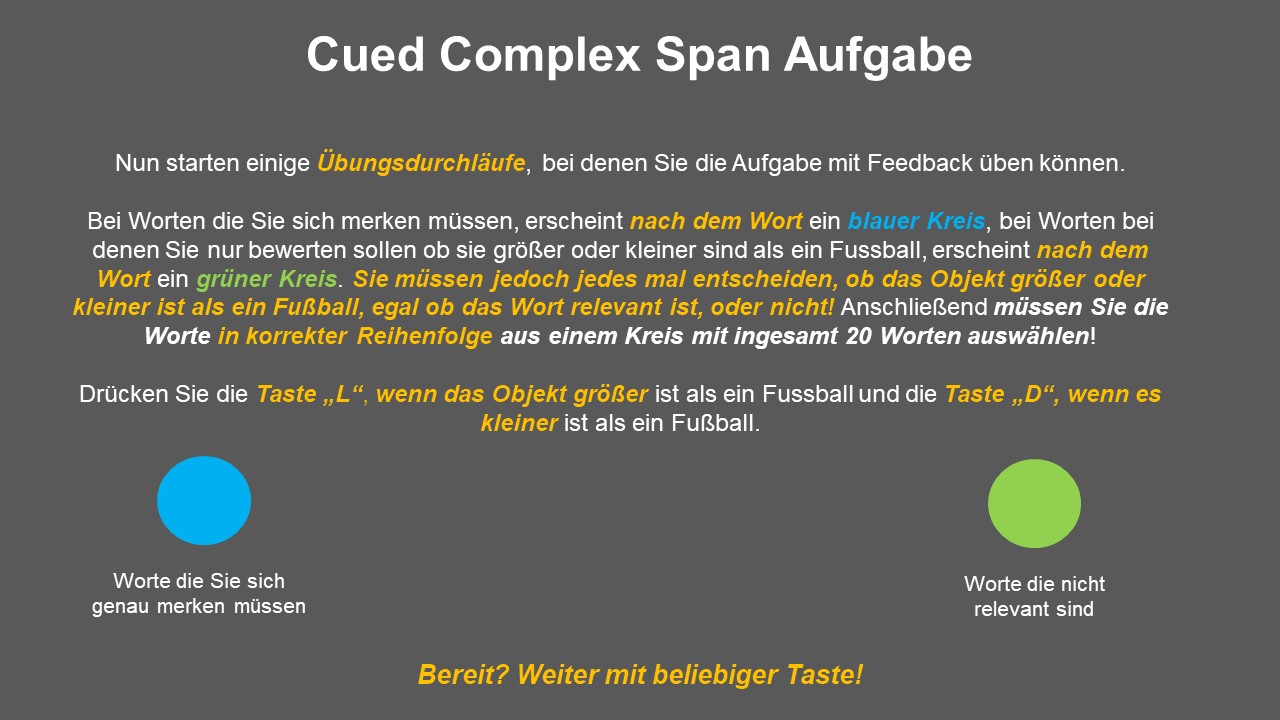 Cued Complex Span Aufgabe
Nun starten einige Übungsdurchläufe, bei denen Sie die Aufgabe mit Feedback üben können.
Bei Worten die Sie sich merken müssen, erscheint nach dem Wort ein blauer Kreis, bei Worten bei
denen Sie nur bewerten sollen ob sie größer oder kleiner sind als ein Fussball, erscheint nach dem
Wort ein grüner Kreis. Sie müssen jedoch jedes mal entscheiden, ob das Objekt größer oder
kleiner ist als ein Fußball, egal ob das Wort relevant ist, oder nicht! Anschließend müssen Sie die
Worte in korrekter Reihenfolge aus einem Kreis mit ingesamt 20 Worten auswählen!
Drücken Sie die Taste „L“, wenn das Objekt größer ist als ein Fussball und die Taste „D“, wenn es
kleiner ist als ein Fußball.
Worte die Sie sich
genau merken müssen
Worte die nicht
relevant sind
Bereit? Weiter mit beliebiger Taste!